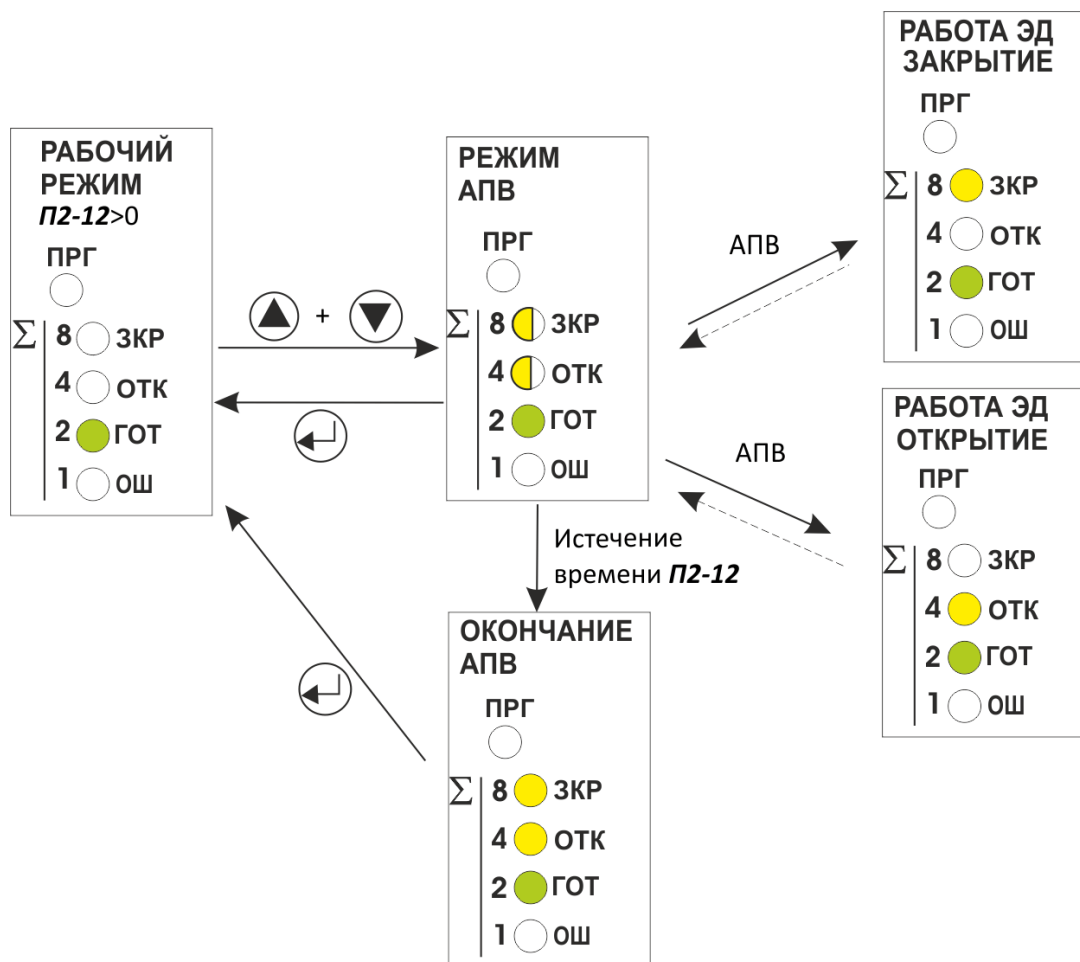 РАБОЧИЙ
РЕЖИМ
П2-12>0
ПРГ
Σ
8 ЗКР
4 ОТК
2 ГОТ
1 ОШ
+
РЕЖИМ
АПВ
ПРГ
Σ
8 ЗКР
4 ОТК
2 ГОТ
1 ОШ
АПВ
РАБОТА ЭД
ЗАКРЫТИЕ
ПРГ
Σ
8 ЗКР
4 ОТК
2 ГОТ
1 ОШ
АПВ
РАБОТА ЭД
ОТКРЫТИЕ
ПРГ
Σ
8 ЗКР
4 ОТК
2 ГОТ
1 ОШ
Истечение
времени П2-12
ОКОНЧАНИЕ
АПВ
ПРГ
Σ
8 ЗКР
4 ОТК
2 ГОТ
1 ОШ